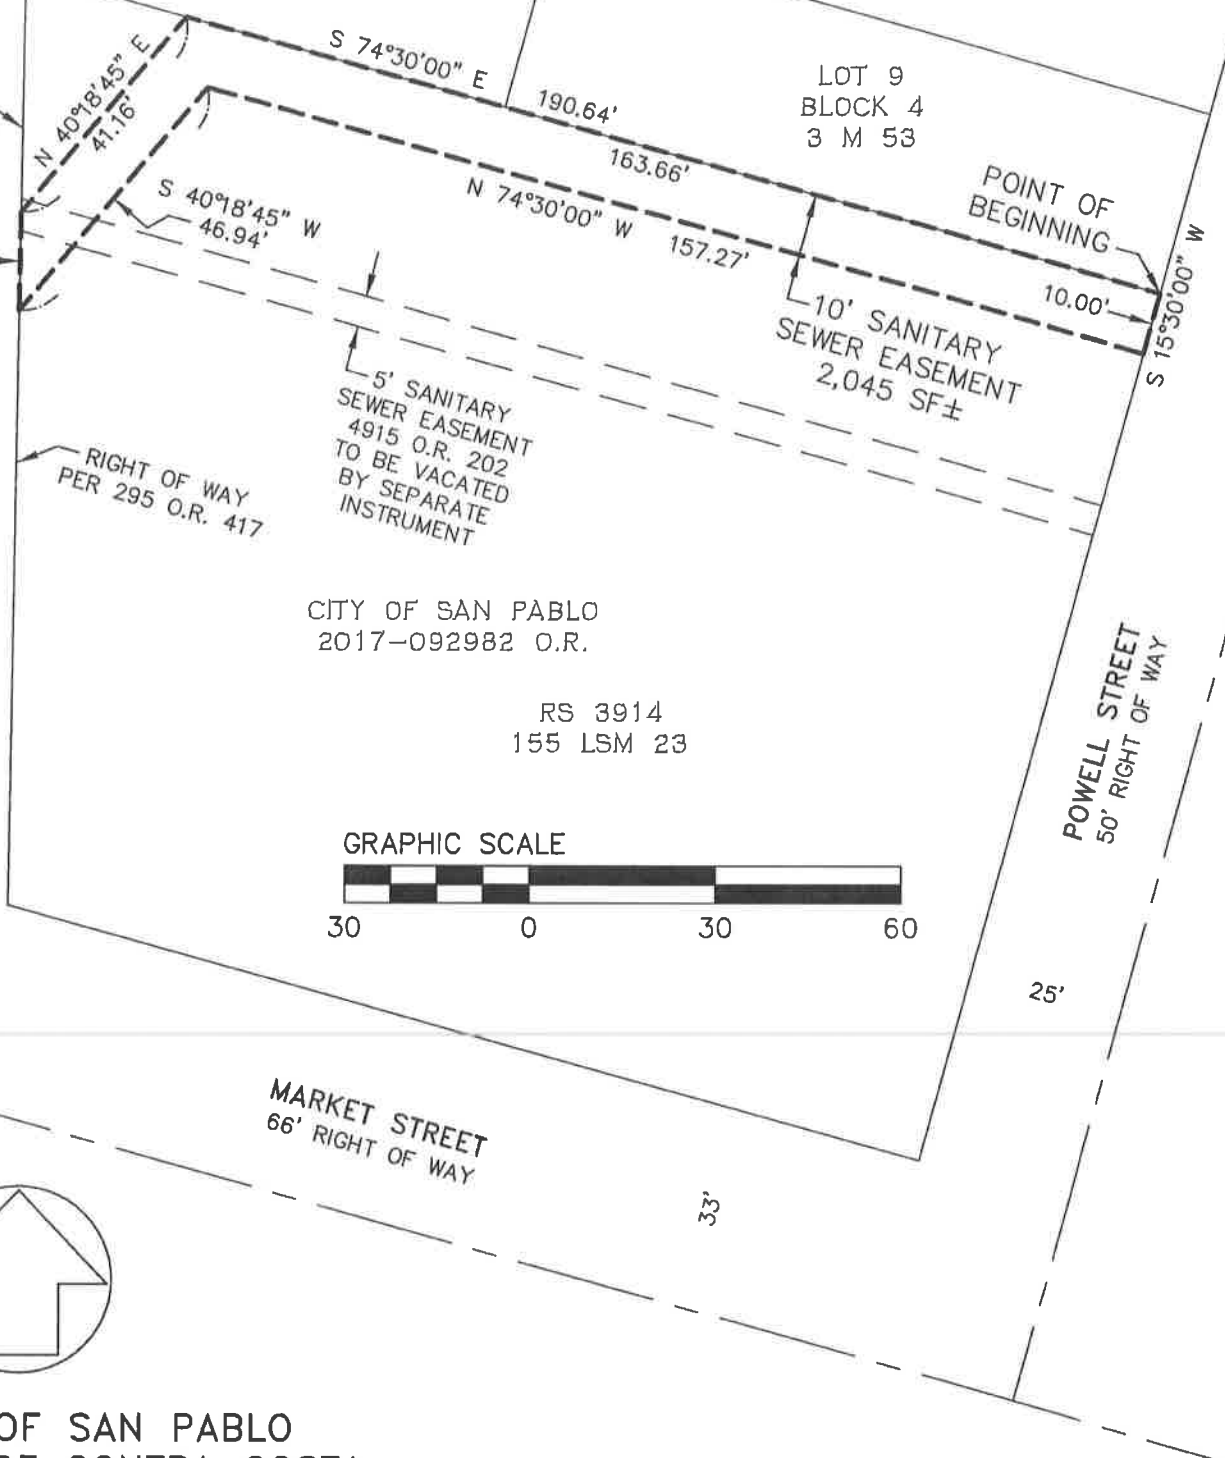 S 74°30'00" E
190.64'
163.66'
LOT 9
BLOCK 4
3 M 53
N 40°18'45" E
41.16'
S 40°18'45" W
46.94'
N 74°30'00" W
157.27'
POINT OF
BEGINNING
10.00'
S 15°30'00" W
10' SANITARY
SEWER EASEMENT
2,045 SF±
5' SANITARY
SEWER EASEMENT
4915 O.R. 202
TO BE VACATED
BY SEPARATE
INSTRUMENT
RIGHT OF WAY
PER 295 O.R. 417
CITY OF SAN PABLO
2017-092982 O.R.
RS 3914
155 LSM 23
POWELL STREET
50' RIGHT OF WAY
GRAPHIC SCALE
30 0 30 60
25'
MARKET STREET
66' RIGHT OF WAY
33'
OF SAN PABLO